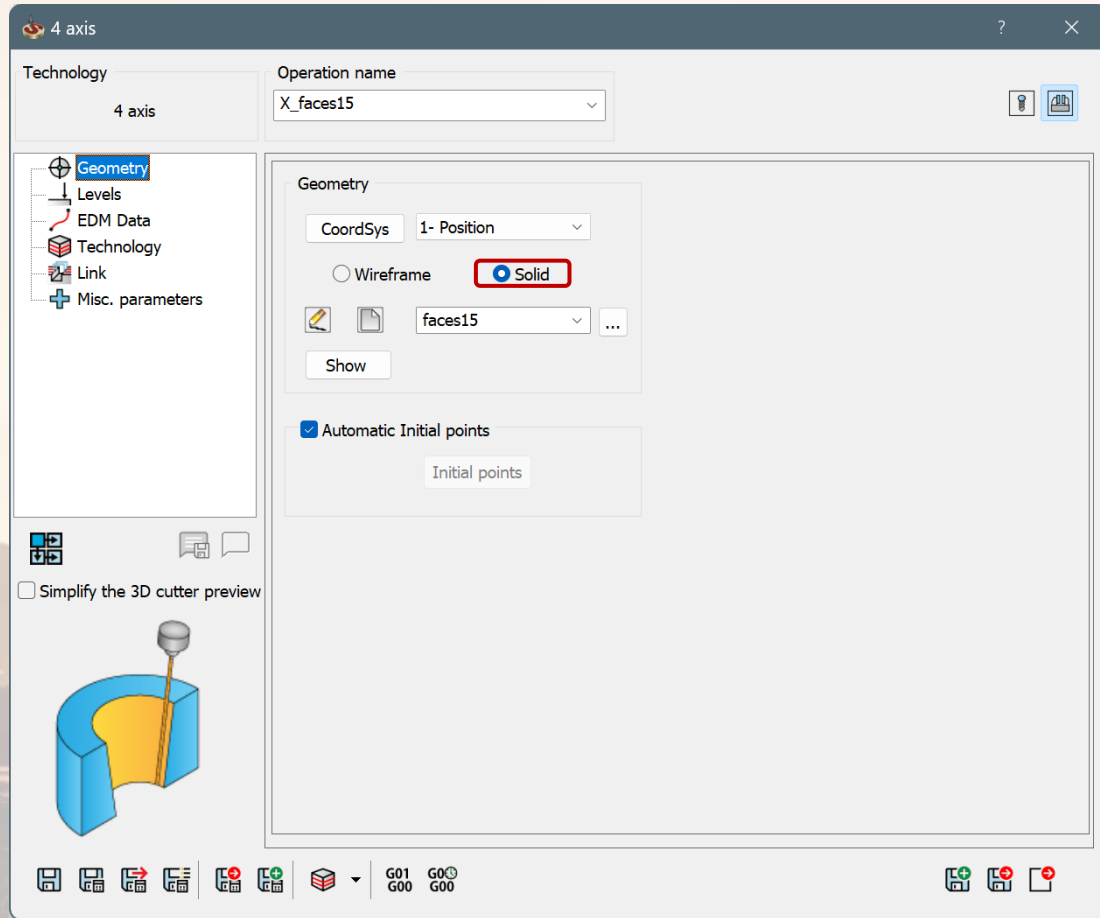 4 axis
?
Technology
4 axis
Operation name
X_faces15
Geometry
Levels
EDM Data
Technology
Link
Misc. parameters
Geometry
CoordSys
1- Position
Wireframe
Solid
faces15
...
Show
Automatic Initial points
Initial points
Simplify the 3D cutter preview
G01
G00
G00
G00